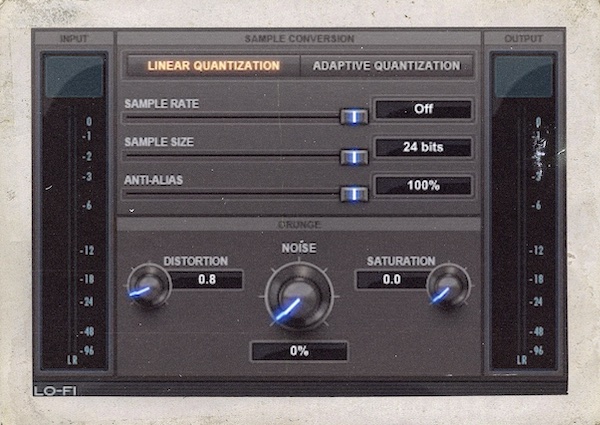 INPUT
SAMPLE CONVERSION
OUTPUT
LINEAR QUANTIZATION
ADAPTIVE QUANTIZATION
SAMPLE RATE
Off
SAMPLE SIZE
24 bits
ANTI-ALIAS
100%
GRUNGE
DISTORTION
0.8
NOISE
SATURATION
0.0
0%
0
-1
-2
-3
-6
-12
-18
-24
-48
-96
LR
0
-1
-2
-3
-6
-12
-18
-24
-48
-96
LR
LO-FI